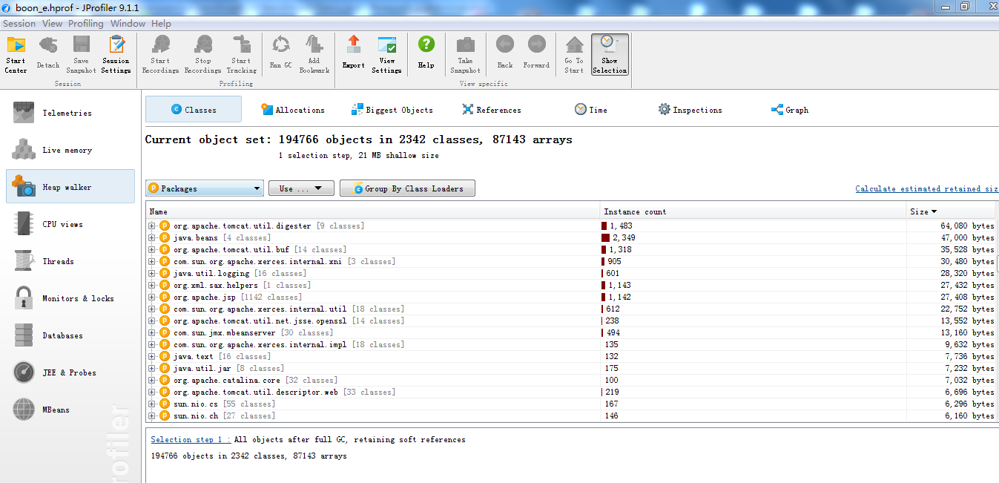 boon_e.hprof - JProfiler 9.1.1
Session View Profiling Window Help
Start Center
Detach
Save Snapshot
Session Settings
Start Recordings
Stop Recordings
Start Tracking
Run GC
Add Bookmark
Export
View Settings
Help
Take Snapshot
Back
Forward
Go To Start
Show Selection
Session
Profiling
View specific
Telemetries
Live memory
Heap walker
CPU views
Threads
Monitors & locks
Databases
JEE & Probes
MBeans
rofiler
Classes
Allocations
Biggest Objects
References
Time
Inspections
Graph
Current object set: 194766 objects in 2342 classes, 87143 arrays
1 selection step, 21 MB shallow size
Packages
Use ...
Group By Class Loaders
Calculate estimated retained siz
Name Instance count Size
org.apache.tomcat.util.digester [9 classes] 1,483 64,080 bytes
java.beans [4 classes] 2,349 47,000 bytes
org.apache.tomcat.util.buf [14 classes] 1,318 35,528 bytes
com.sun.org.apache.xerces.internal.xni [3 classes] 905 30,480 bytes
java.util.logging [16 classes] 601 28,320 bytes
org.xml.sax.helpers [1 classes] 1,143 27,432 bytes
org.apache.jsp [1142 classes] 1,142 27,408 bytes
com.sun.org.apache.xerces.internal.util [18 classes] 612 22,752 bytes
org.apache.tomcat.util.net.jsse.openssl [14 classes] 238 13,552 bytes
com.sun.jmx.mbeanserver [30 classes] 494 13,160 bytes
com.sun.org.apache.xerces.internal.impl [18 classes] 135 9,632 bytes
java.text [16 classes] 132 7,736 bytes
java.util.jar [8 classes] 175 7,232 bytes
org.apache.catalina.core [32 classes] 100 7,032 bytes
org.apache.tomcat.util.descriptor.web [33 classes] 219 6,696 bytes
sun.nio.cs [55 classes] 167 6,296 bytes
sun.nio.ch [27 classes] 146 6,160 bytes
Selection step 1 : All objects after full GC, retaining soft references
194766 objects in 2342 classes, 87143 arrays